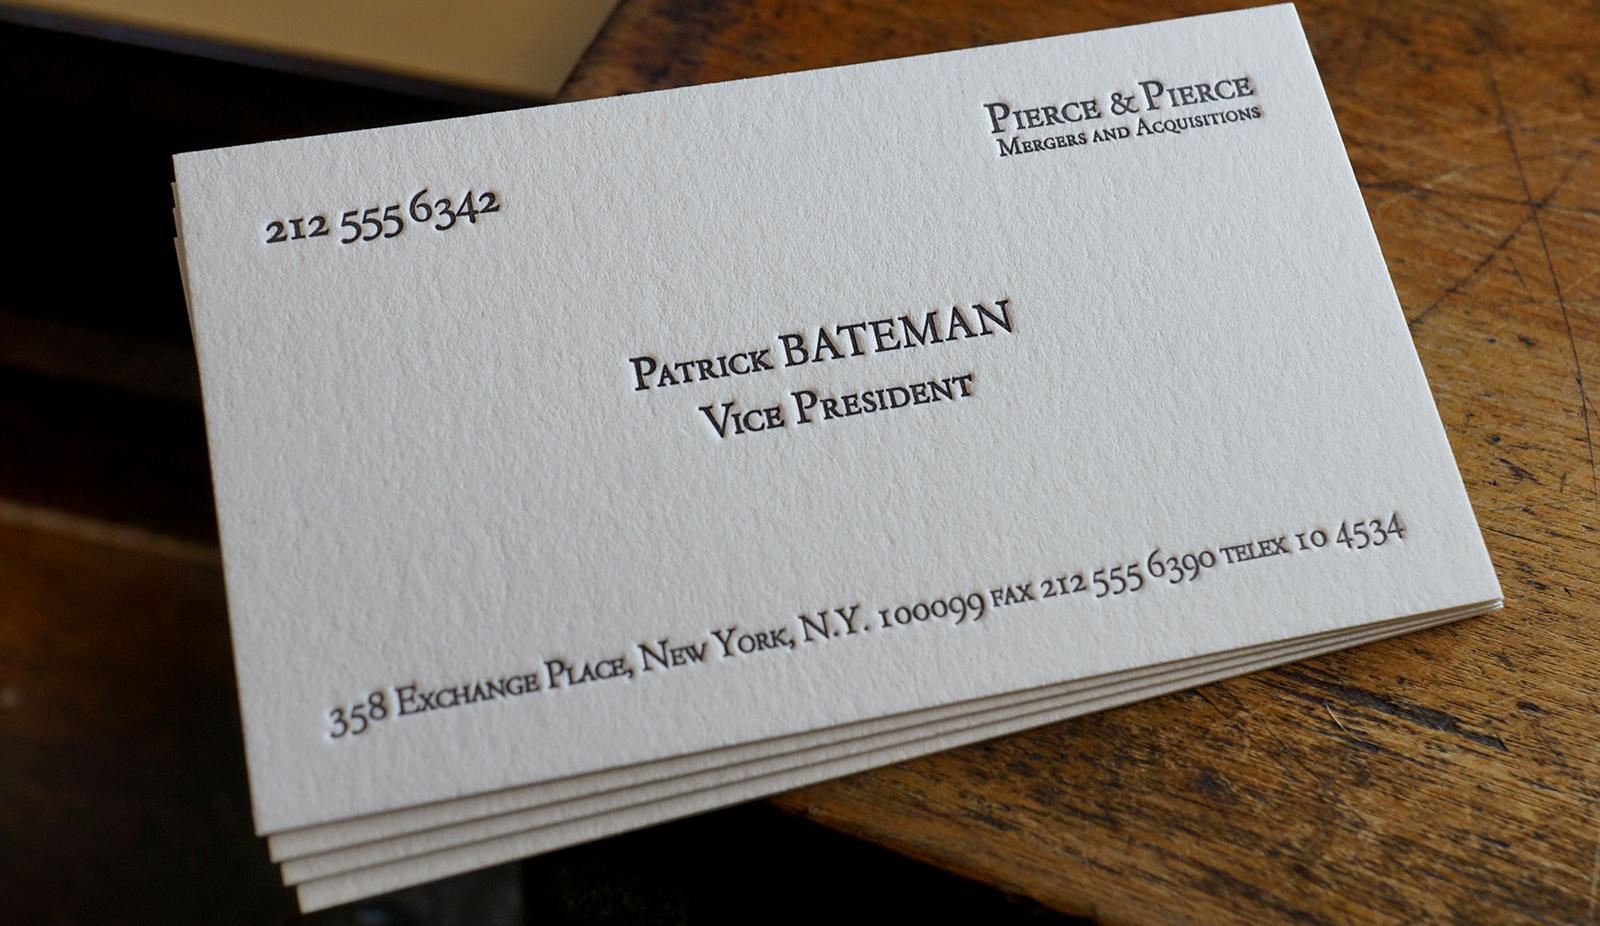 Pierce & Pierce
Mergers and Acquisitions
212 555 6342
Patrick BATEMAN
Vice President
358 Exchange Place, New York, N.Y. 100099 fax 212 555 6390 telex 10 4534